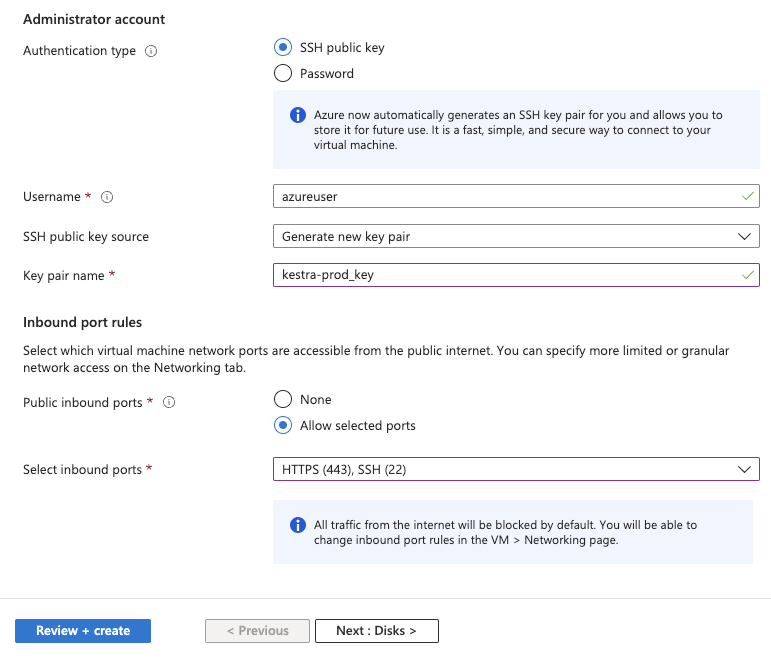 Administrator account
Authentication type
SSH public key
Password
Azure now automatically generates an SSH key pair for you and allows you to
store it for future use. It is a fast, simple, and secure way to connect to your
virtual machine.
Username *
azureuser
SSH public key source
Generate new key pair
Key pair name *
kestra-prod_key
Inbound port rules
Select which virtual machine network ports are accessible from the public internet. You can specify more limited or granular
network access on the Networking tab.
Public inbound ports *
None
Allow selected ports
Select inbound ports *
HTTPS (443), SSH (22)
All traffic from the internet will be blocked by default. You will be able to
change inbound port rules in the VM > Networking page.
Review + create
< Previous
Next : Disks >